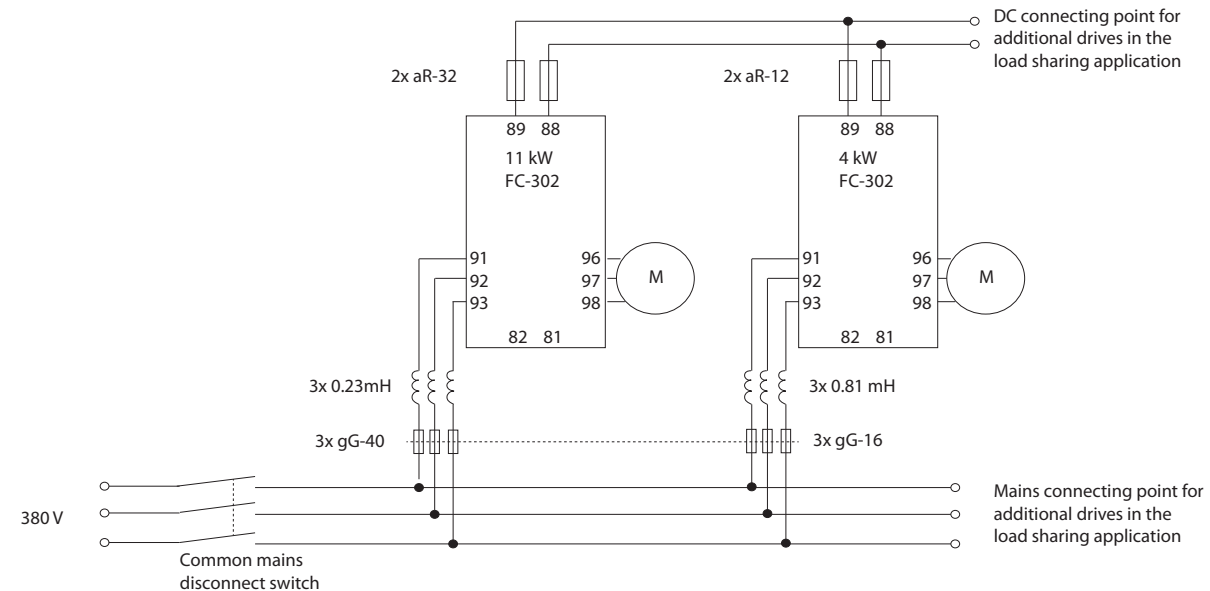 DC connecting point for
additional drives in the
load sharing application
2x aR-32
2x aR-12
89 88
89 88
11 kW
FC-302
4 kW
FC-302
91
92
93
96
97
98
M
91
92
93
96
97
98
M
82 81
82 81
3x 0.23mH
3x 0.81 mH
3x gG-40
3x gG-16
380 V
Mains connecting point for
additional drives in the
load sharing application
Common mains
disconnect switch